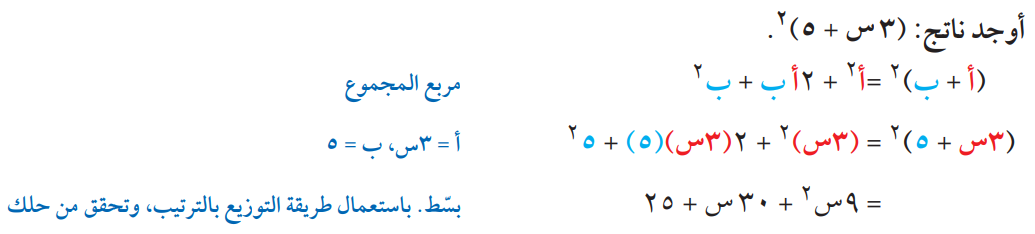 أوجد ناتج: (٣س + ٥)٢.
(أ + ب)٢ = أ٢ + ٢أ ب + ب٢ مربع المجموع
(٣س + ٥)٢ = (٣س)٢ + ٢(٣س)(٥) + ٥٢ أ = ٣س، ب = ٥
= ٩س٢ + ٣٠س + ٢٥ بسّط. باستعمال طريقة التوزيع بالترتيب، وتحقق من حلك